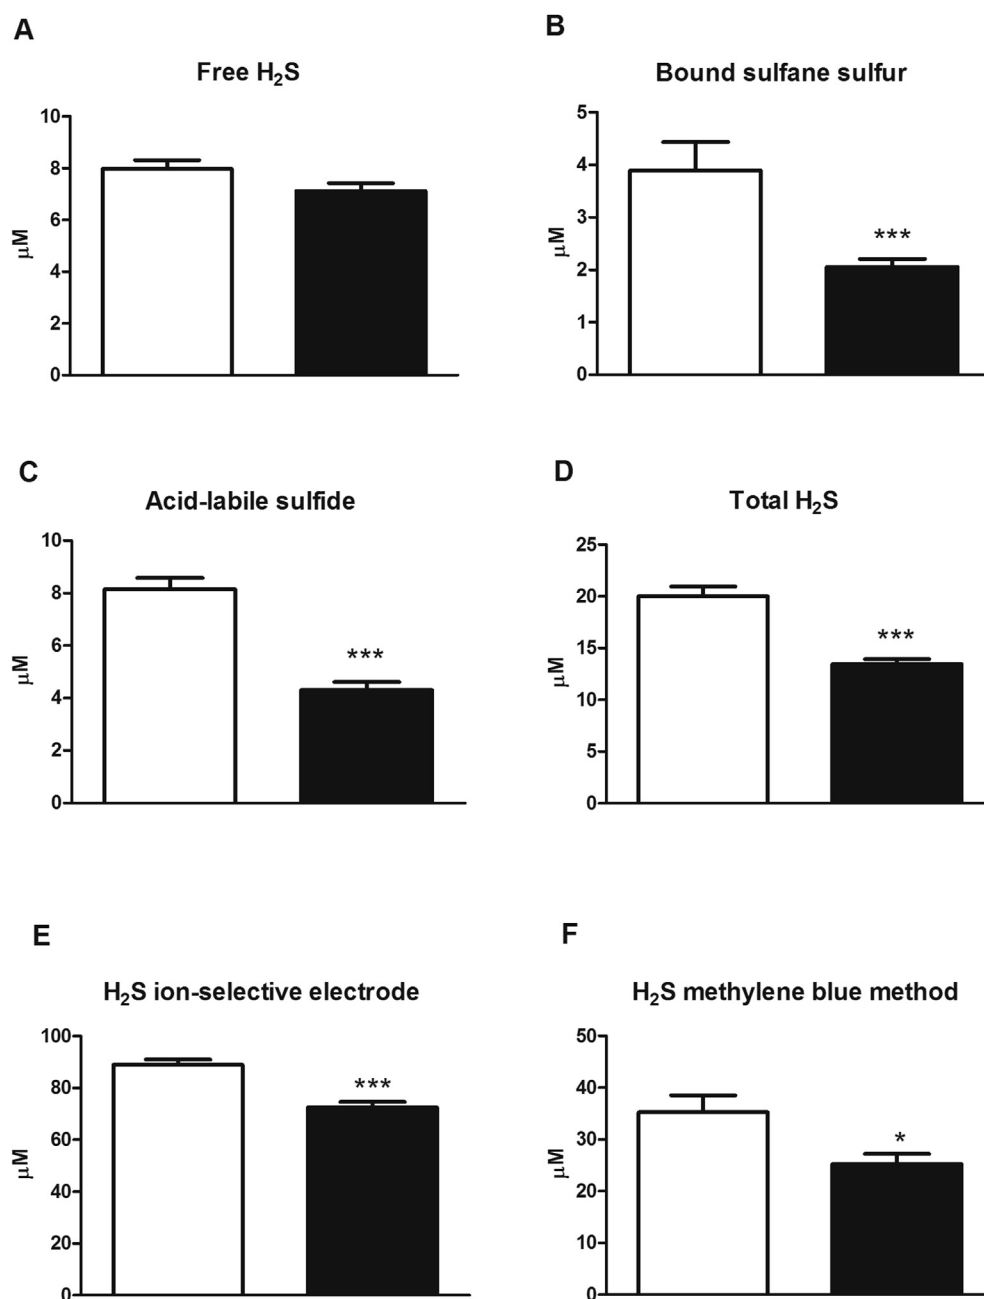 A
Free H₂S
10
8
6
4
2
0
μM
B
Bound sulfane sulfur
5
4
3
2
1
0
μM
***
C
Acid-labile sulfide
10
8
6
4
2
0
μM
***
D
Total H₂S
25
20
15
10
5
0
μM
***
E
H₂S ion-selective electrode
100
80
60
40
20
0
μM
***
F
H₂S methylene blue method
50
40
30
20
10
0
μM
*